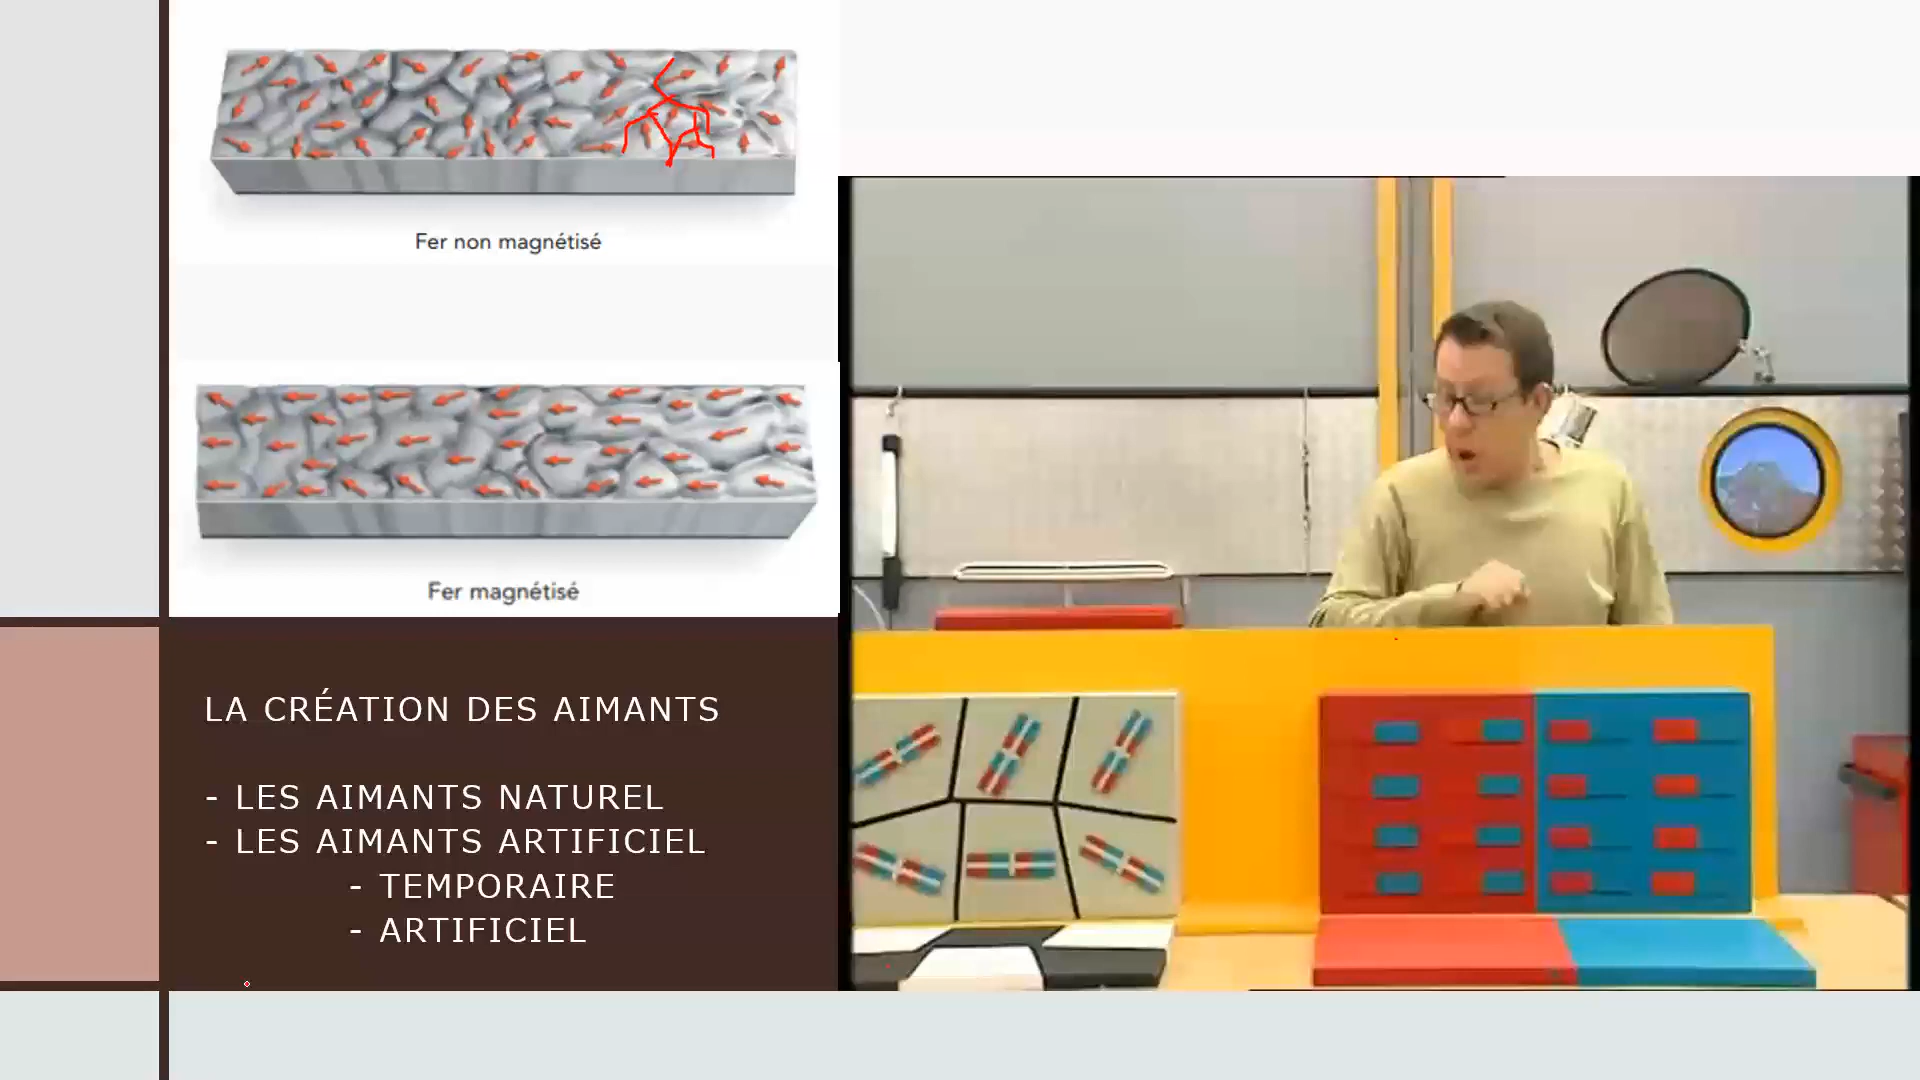 Fer non magnétisé
Fer magnétisé
LA CRÉATION DES AIMANTS
- LES AIMANTS NATUREL
- LES AIMANTS ARTIFICIEL
- TEMPORAIRE
- ARTIFICIEL